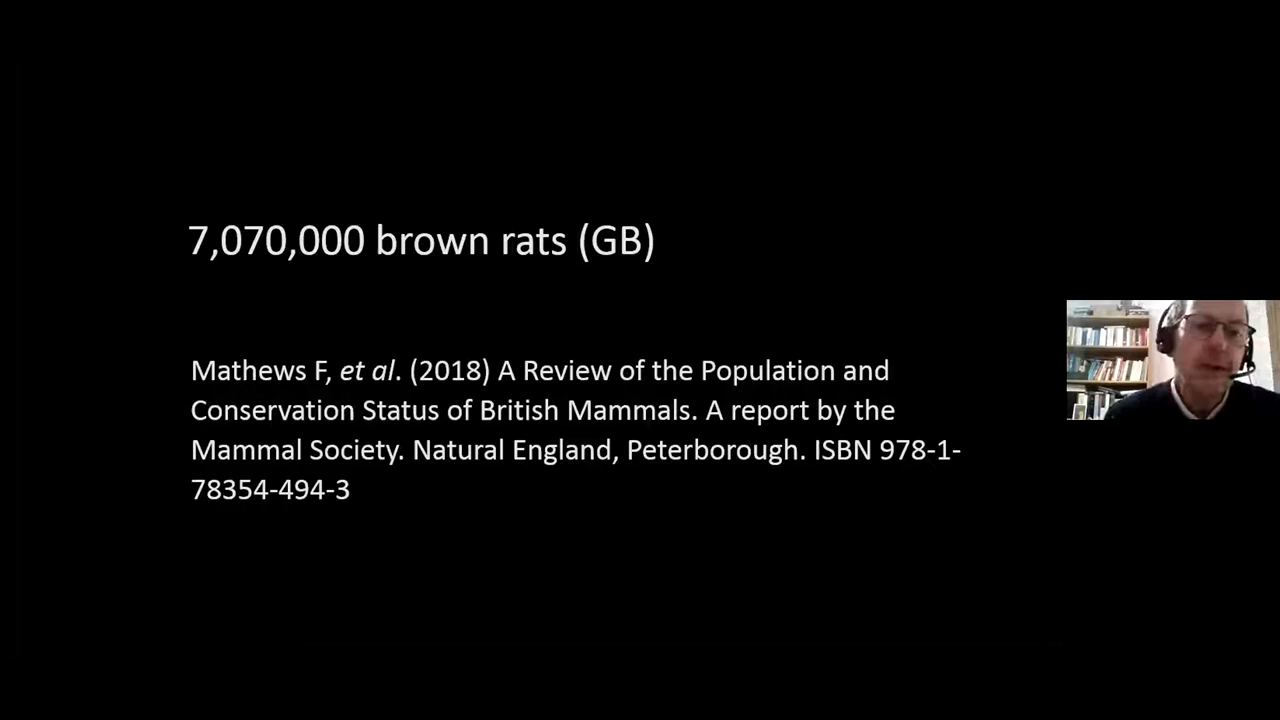 7,070,000 brown rats (GB)
Mathews F, et al. (2018) A Review of the Population and
Conservation Status of British Mammals. A report by the
Mammal Society. Natural England, Peterborough. ISBN 978-1-
78354-494-3